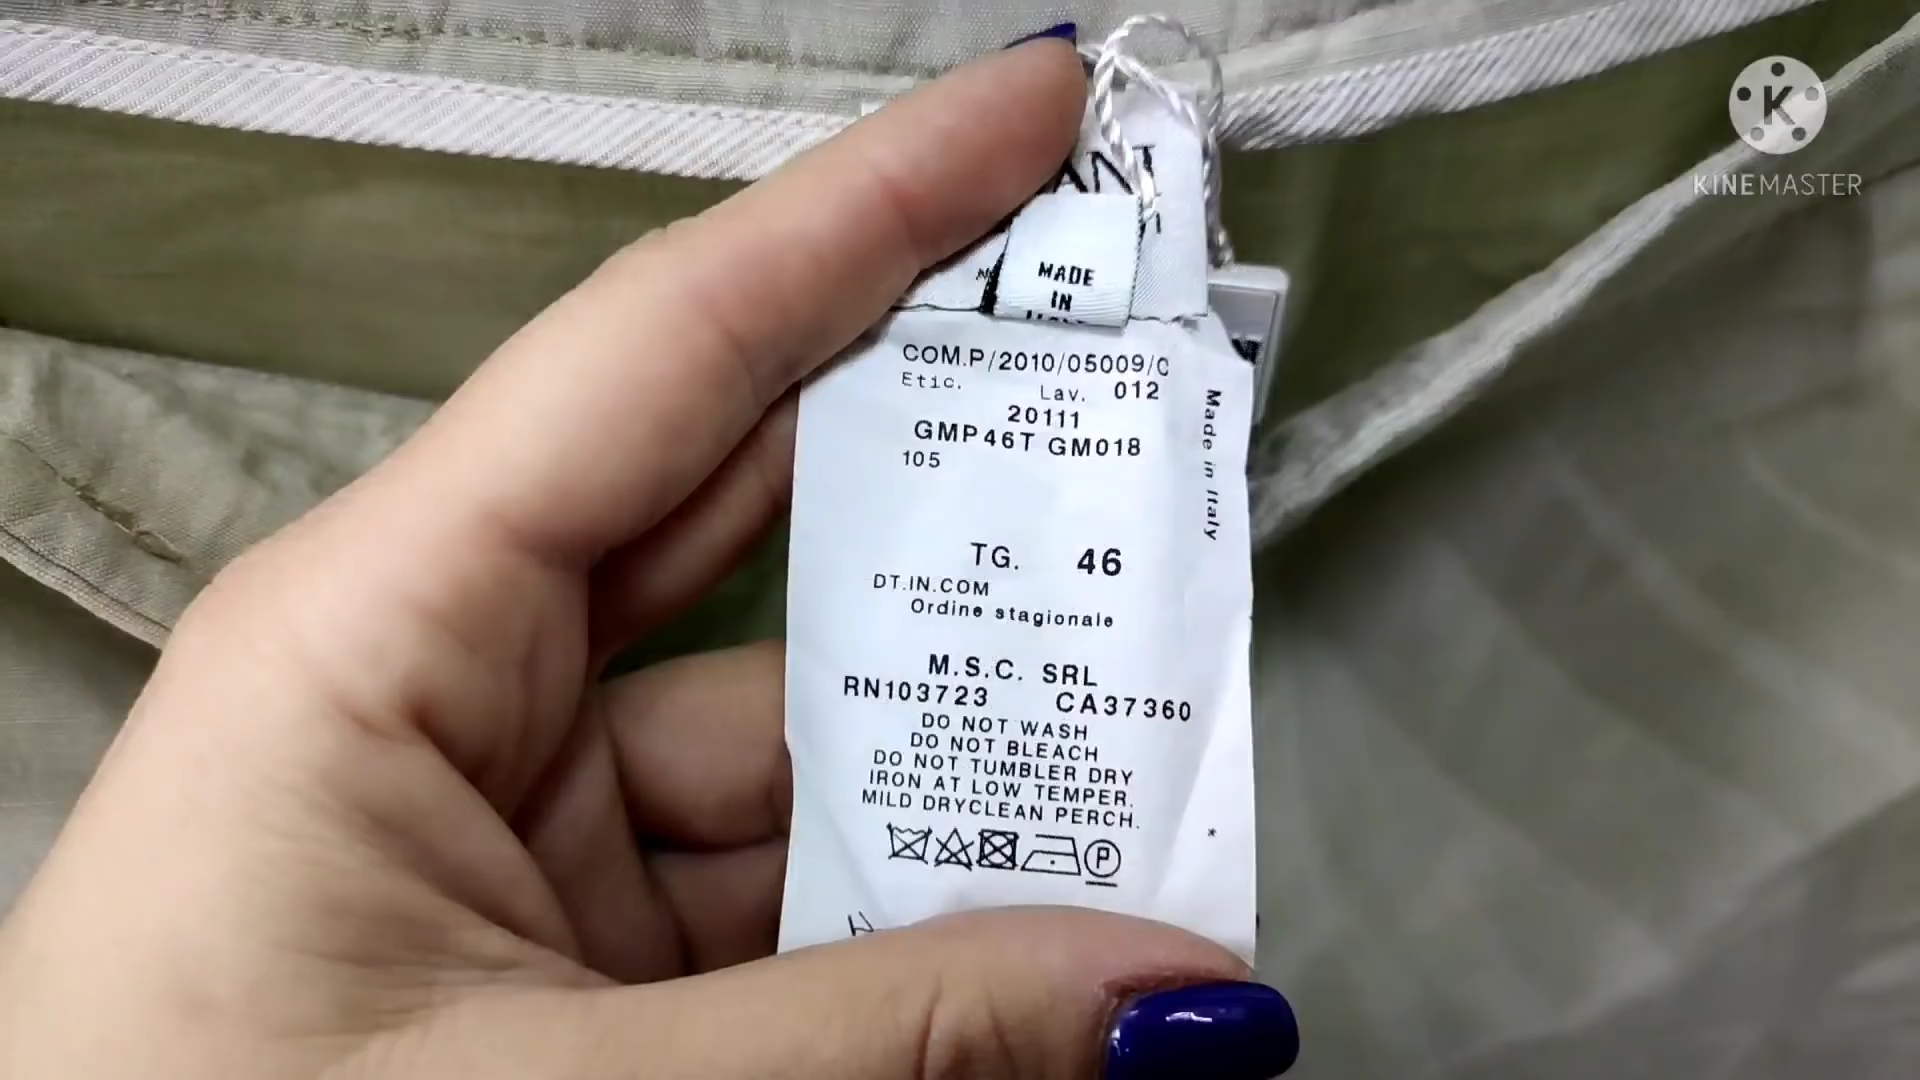 KINEMASTER
MADE
IN
COM.P/2010/05009/C
Etic. Lav. 012
20111
GMP46T GM018
105
Made in Italy
TG. 46
DT.IN.COM
Ordine stagionale
M.S.C. SRL
RN103723 CA37360
DO NOT WASH
DO NOT BLEACH
DO NOT TUMBLER DRY
IRON AT LOW TEMPER.
MILD DRYCLEAN PERCH.
*
P